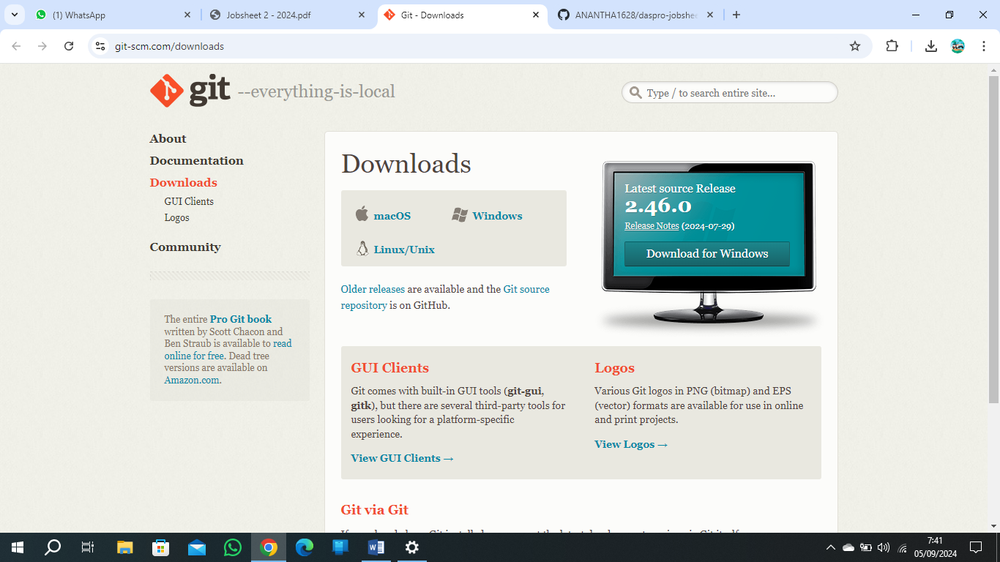 (1) WhatsApp
Jobsheet 2 - 2024.pdf
Git - Downloads
ANANTHA1628/daspro-jobshe
git-scm.com/downloads
git --everything-is-local
Type / to search entire site...
About
Documentation
Downloads
GUI Clients
Logos
Community
The entire Pro Git book
written by Scott Chacon and
Ben Straub is available to read
online for free. Dead tree
versions are available on
Amazon.com.
Downloads
macOS
Windows
Linux/Unix
Older releases are available and the Git source
repository is on GitHub.
Latest source Release
2.46.0
Release Notes (2024-07-29)
Download for Windows
GUI Clients
Git comes with built-in GUI tools (git-gui,
gitk), but there are several third-party tools for
users looking for a platform-specific
experience.
View GUI Clients →
Logos
Various Git logos in PNG (bitmap) and EPS
(vector) formats are available for use in online
and print projects.
View Logos →
Git via Git
7:41
05/09/2024